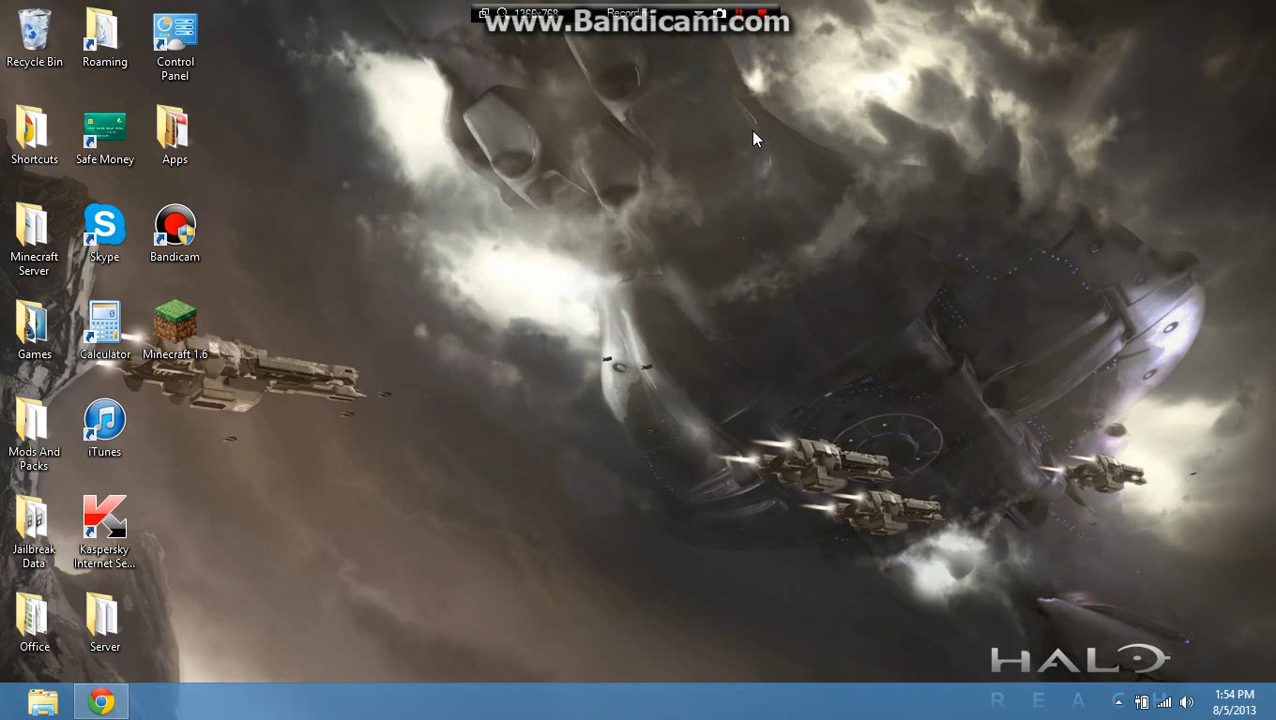 1366x768
www.Bandicam.com
Recycle Bin
Roaming
Control
Panel
Shortcuts
Safe Money
Apps
Minecraft
Server
Skype
Bandicam
Games
Calculator
Minecraft 1.6
Mods And
Packs
iTunes
Jailbreak
Data
Kaspersky
Internet Se...
Office
Server
HALO
REACH
1:54 PM
8/5/2013